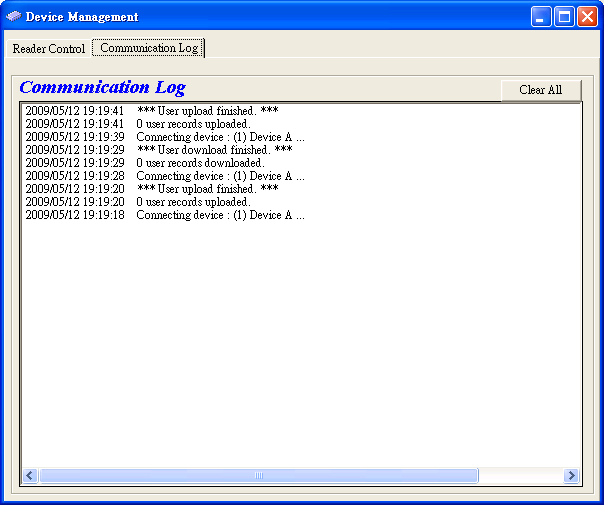 Device Management
Reader Control
Communication Log
Communication Log
Clear All
2009/05/12 19:19:41 *** User upload finished. ***
2009/05/12 19:19:41 0 user records uploaded.
2009/05/12 19:19:39 Connecting device : (1) Device A ...
2009/05/12 19:19:29 *** User download finished. ***
2009/05/12 19:19:29 0 user records downloaded.
2009/05/12 19:19:28 Connecting device : (1) Device A ...
2009/05/12 19:19:20 *** User upload finished. ***
2009/05/12 19:19:20 0 user records uploaded.
2009/05/12 19:19:18 Connecting device : (1) Device A ...